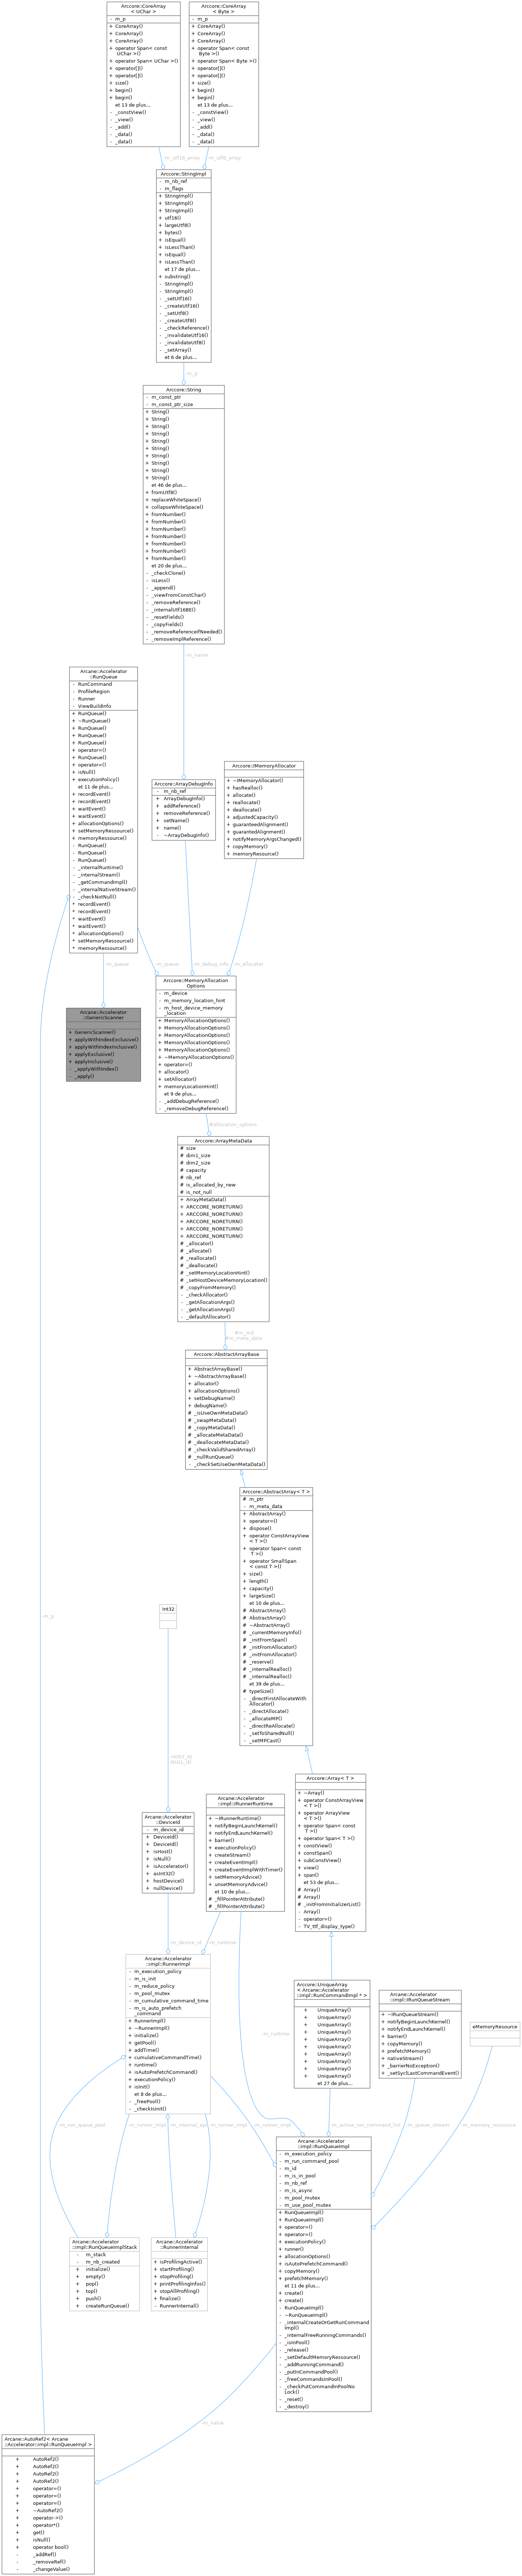 Arccore::CoreArray
< UChar >
- m_p
+ CoreArray()
+ CoreArray()
+ CoreArray()
+ operator Span< const
UChar >()
+ operator Span< UChar >()
+ operator[]()
+ operator[]()
+ size()
+ begin()
+ begin()
et 13 de plus...
- _constView()
- _view()
- _add()
- _data()
- _data()
Arccore::CoreArray
< Byte >
- m_p
+ CoreArray()
+ CoreArray()
+ CoreArray()
+ operator Span< const
Byte >()
+ operator Span< Byte >()
+ operator[]()
+ operator[]()
+ size()
+ begin()
+ begin()
et 13 de plus...
- _constView()
- _view()
- _add()
- _data()
- _data()
-m_utf16_array
-m_utf8_array
Arccore::StringImpl
- m_nb_ref
- m_flags
+ StringImpl()
+ StringImpl()
+ StringImpl()
+ utf16()
+ largeUtf8()
+ bytes()
+ isEqual()
+ isLessThan()
+ isEqual()
+ isLessThan()
et 17 de plus...
+ substring()
- StringImpl()
- StringImpl()
- _setUtf16()
- _createUtf16()
- _setUtf8()
- _createUtf8()
- _checkReference()
- _invalidateUtf16()
- _invalidateUtf8()
- _setArray()
et 6 de plus...
-m_p
Arccore::String
- m_const_ptr
- m_const_ptr_size
+ String()
+ String()
+ String()
+ String()
+ String()
+ String()
+ String()
+ String()
+ String()
+ String()
et 46 de plus...
+ fromUtf8()
+ replaceWhiteSpace()
+ collapseWhiteSpace()
+ fromNumber()
+ fromNumber()
+ fromNumber()
+ fromNumber()
+ fromNumber()
+ fromNumber()
+ fromNumber()
et 20 de plus...
- _checkClone()
- isLess()
- _append()
- _viewFromConstChar()
- _removeReference()
- _internalUtf16BE()
- _resetFields()
- _copyFields()
- _removeReferenceIfNeeded()
- _removeImplReference()
-m_name
Arcane::Accelerator
::RunQueue
- RunCommand
- ProfileRegion
- Runner
- ViewBuildInfo
+ RunQueue()
+ ~RunQueue()
+ RunQueue()
+ RunQueue()
+ RunQueue()
+ operator=()
+ RunQueue()
+ operator=()
+ isNull()
+ executionPolicy()
et 11 de plus...
+ recordEvent()
+ recordEvent()
+ waitEvent()
+ waitEvent()
+ allocationOptions()
+ setMemoryRessource()
+ memoryRessource()
- RunQueue()
- RunQueue()
- RunQueue()
- _internalRuntime()
- _internalStream()
- _getCommandImpl()
- _internalNativeStream()
- _checkNotNull()
* recordEvent()
* recordEvent()
* waitEvent()
* waitEvent()
* allocationOptions()
* setMemoryRessource()
* memoryRessource()
Arccore::ArrayDebugInfo
- m_nb_ref
+ ArrayDebugInfo()
+ addReference()
+ removeReference()
+ setName()
+ name()
- ~ArrayDebugInfo()
Arccore::IMemoryAllocator
+ ~IMemoryAllocator()
+ hasRealloc()
+ allocate()
+ reallocate()
+ deallocate()
+ adjustedCapacity()
+ guaranteedAlignment()
+ guarantedAlignment()
+ notifyMemoryArgsChanged()
+ copyMemory()
+ memoryResource()
-m_queue
-m_queue
-m_debug_info
-m_allocator
Arcane::Accelerator
::GenericScanner
+ GenericScanner()
+ applyWithIndexExclusive()
+ applyWithIndexInclusive()
+ applyExclusive()
+ applyInclusive()
- _applyWithIndex()
- _apply()
Arccore::MemoryAllocation
Options
- m_device
- m_memory_location_hint
- m_host_device_memory
_location
+ MemoryAllocationOptions()
+ MemoryAllocationOptions()
+ MemoryAllocationOptions()
+ MemoryAllocationOptions()
+ MemoryAllocationOptions()
+ ~MemoryAllocationOptions()
+ operator=()
+ allocator()
+ setAllocator()
+ memoryLocationHint()
et 9 de plus...
- _addDebugReference()
- _removeDebugReference()
#allocation_options
Arccore::ArrayMetaData
# size
# dim1_size
# dim2_size
# capacity
# nb_ref
# is_allocated_by_new
# is_not_null
+ ArrayMetaData()
+ ARCCORE_NORETURN()
+ ARCCORE_NORETURN()
+ ARCCORE_NORETURN()
+ ARCCORE_NORETURN()
+ ARCCORE_NORETURN()
# _allocator()
# _allocate()
# _reallocate()
# _deallocate()
# _setMemoryLocationHint()
# _setHostDeviceMemoryLocation()
# _copyFromMemory()
- _checkAllocator()
- _getAllocationArgs()
- _getAllocationArgs()
- _defaultAllocator()
#m_md
#m_meta_data
Arccore::AbstractArrayBase
+ AbstractArrayBase()
+ ~AbstractArrayBase()
+ allocator()
+ allocationOptions()
+ setDebugName()
+ debugName()
# _isUseOwnMetaData()
# _swapMetaData()
# _copyMetaData()
# _allocateMetaData()
# _deallocateMetaData()
# _checkValidSharedArray()
# _nullRunQueue()
- _checkSetUseOwnMetaData()
Arccore::AbstractArray< T >
# m_ptr
- m_meta_data
+ AbstractArray()
+ operator=()
+ dispose()
+ operator ConstArrayView
< T >()
+ operator Span< const
T >()
+ operator SmallSpan
< const T >()
+ size()
+ length()
+ capacity()
+ largeSize()
et 10 de plus...
# AbstractArray()
# AbstractArray()
# ~AbstractArray()
# _currentMemoryInfo()
# _initFromSpan()
# _initFromAllocator()
# _initFromAllocator()
# _reserve()
# _internalRealloc()
# _internalRealloc()
et 39 de plus...
# typeSize()
- _directFirstAllocateWith
Allocator()
- _directAllocate()
- _allocateMP()
- _directReAllocate()
- _setToSharedNull()
- _setMPCast()
Int32
-m_p
-HOST_ID
-NULL_ID
Arccore::Array< T >
+ ~Array()
+ operator ConstArrayView
< T >()
+ operator ArrayView
< T >()
+ operator Span< const
T >()
+ operator Span< T >()
+ constView()
+ constSpan()
+ subConstView()
+ view()
+ span()
et 53 de plus...
# Array()
# Array()
# _initFromInitializerList()
- Array()
- operator=()
- TV_ttf_display_type()
Arcane::Accelerator
::DeviceId
- m_device_id
+ DeviceId()
+ DeviceId()
+ isHost()
+ isNull()
+ isAccelerator()
+ asInt32()
+ hostDevice()
+ nullDevice()
Arcane::Accelerator
::impl::IRunnerRuntime
+ ~IRunnerRuntime()
+ notifyBeginLaunchKernel()
+ notifyEndLaunchKernel()
+ barrier()
+ executionPolicy()
+ createStream()
+ createEventImpl()
+ createEventImplWithTimer()
+ setMemoryAdvice()
+ unsetMemoryAdvice()
et 10 de plus...
- _fillPointerAttribute()
- _fillPointerAttribute()
-m_device_id
-m_runtime
Arcane::Accelerator
::impl::RunnerImpl
- m_execution_policy
- m_is_init
- m_reduce_policy
- m_pool_mutex
- m_cumulative_command_time
- m_is_auto_prefetch
_command
+ RunnerImpl()
+ ~RunnerImpl()
+ initialize()
+ getPool()
+ addTime()
+ cumulativeCommandTime()
+ runtime()
+ isAutoPrefetchCommand()
+ executionPolicy()
+ isInit()
et 8 de plus...
- _freePool()
- _checkIsInit()
Arccore::UniqueArray
< Arcane::Accelerator
::impl::RunCommandImpl * >
+ UniqueArray()
+ UniqueArray()
+ UniqueArray()
+ UniqueArray()
+ UniqueArray()
+ UniqueArray()
+ UniqueArray()
+ UniqueArray()
+ UniqueArray()
+ UniqueArray()
et 27 de plus...
Arcane::Accelerator
::impl::IRunQueueStream
+ ~IRunQueueStream()
+ notifyBeginLaunchKernel()
+ notifyEndLaunchKernel()
+ barrier()
+ copyMemory()
+ prefetchMemory()
+ nativeStream()
+ _barrierNoException()
+ _setSyclLastCommandEvent()
eMemoryResource
-m_runtime
-m_run_queue_pool
-m_runner_impl
-m_internal_api
-m_runner_impl
-m_runner_impl
-m_active_run_command_list
-m_queue_stream
-m_memory_ressource
Arcane::Accelerator
::impl::RunQueueImplStack
- m_stack
- m_nb_created
+ initialize()
+ empty()
+ pop()
+ top()
+ push()
+ createRunQueue()
Arcane::Accelerator
::RunnerInternal
+ isProfilingActive()
+ startProfiling()
+ stopProfiling()
+ printProfilingInfos()
+ stopAllProfiling()
+ finalize()
- RunnerInternal()
Arcane::Accelerator
::impl::RunQueueImpl
- m_execution_policy
- m_run_command_pool
- m_id
- m_is_in_pool
- m_nb_ref
- m_is_async
- m_pool_mutex
- m_use_pool_mutex
+ RunQueueImpl()
+ RunQueueImpl()
+ operator=()
+ operator=()
+ executionPolicy()
+ runner()
+ allocationOptions()
+ isAutoPrefetchCommand()
+ copyMemory()
+ prefetchMemory()
et 11 de plus...
+ create()
+ create()
- RunQueueImpl()
- ~RunQueueImpl()
- _internalCreateOrGetRunCommand
Impl()
- _internalFreeRunningCommands()
- _isInPool()
- _release()
- _setDefaultMemoryRessource()
- _addRunningCommand()
- _putInCommandPool()
- _freeCommandsInPool()
- _checkPutCommandInPoolNo
Lock()
- _reset()
- _destroy()
-m_value
Arcane::AutoRef2< Arcane
::Accelerator::impl::RunQueueImpl >
+ AutoRef2()
+ AutoRef2()
+ AutoRef2()
+ AutoRef2()
+ operator=()
+ operator=()
+ operator=()
+ ~AutoRef2()
+ operator->()
+ operator*()
+ get()
+ isNull()
+ operator bool()
- _addRef()
- _removeRef()
- _changeValue()